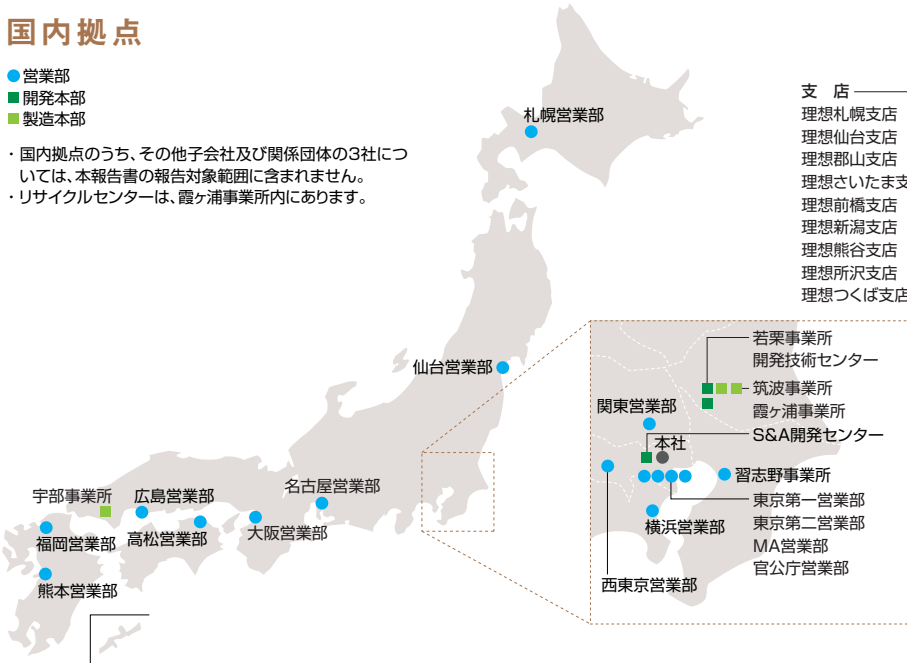 国内拠点
営業部
開発本部
製造本部
・国内拠点のうち、その他子会社及び関係団体の3社につ
いては、本報告書の報告対象範囲に含まれません。
・リサイクルセンターは、霞ヶ浦事業所内にあります。
支 店
理想札幌支店
理想仙台支店
理想郡山支店
理想さいたま支
理想前橋支店
理想新潟支店
理想熊谷支店
理想所沢支店
理想つくば支店
札幌営業部
仙台営業部
名古屋営業部
大阪営業部
宇部事業所
広島営業部
高松営業部
福岡営業部
熊本営業部
若栗事業所
開発技術センター
筑波事業所
霞ヶ浦事業所
S&A開発センター
関東営業部
本社
習志野事業所
東京第一営業部
東京第二営業部
MA営業部
官公庁営業部
横浜営業部
西東京営業部